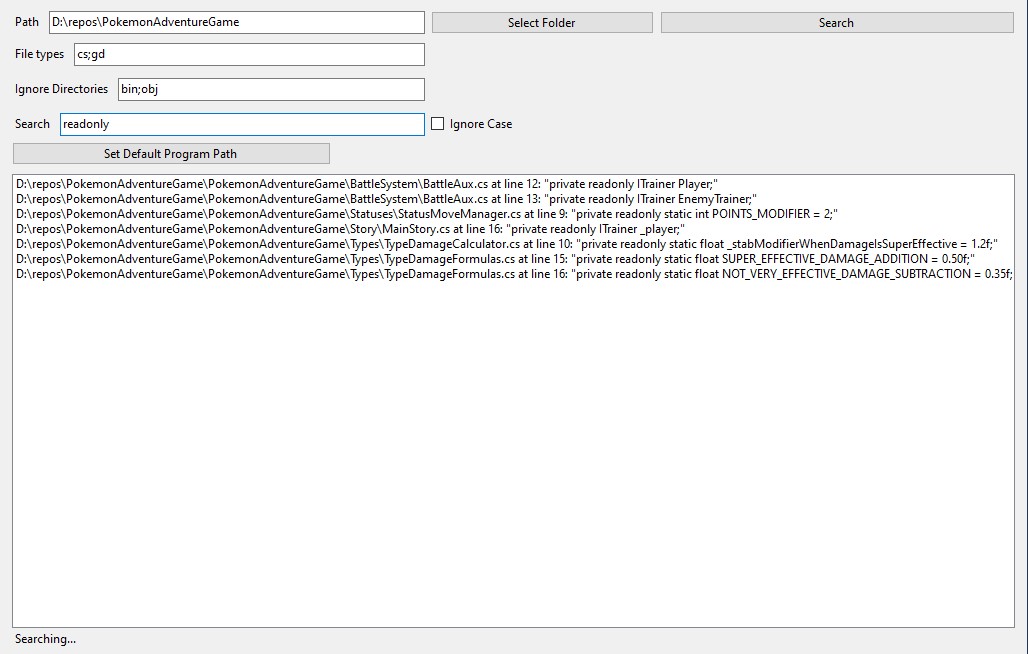 Path D:\repos\PokemonAdventureGame Select Folder Search
File types cs;gd
Ignore Directories bin;obj
Search readonly Ignore Case
Set Default Program Path
D:\repos\PokemonAdventureGame\PokemonAdventureGame\BattleSystem\BattleAux.cs at line 12: "private readonly ITrainer Player;"
D:\repos\PokemonAdventureGame\PokemonAdventureGame\BattleSystem\BattleAux.cs at line 13: "private readonly ITrainer EnemyTrainer;"
D:\repos\PokemonAdventureGame\PokemonAdventureGame\Statuses\StatusMoveManager.cs at line 9: "private readonly static int POINTS_MODIFIER = 2;"
D:\repos\PokemonAdventureGame\PokemonAdventureGame\Story\MainStory.cs at line 16: "private readonly ITrainer _player;"
D:\repos\PokemonAdventureGame\PokemonAdventureGame\Types\TypeDamageCalculator.cs at line 10: "private readonly static float _stabModifierWhenDamageIsSuperEffective = 1.2f;"
D:\repos\PokemonAdventureGame\PokemonAdventureGame\Types\TypeDamageFormulas.cs at line 15: "private readonly static float SUPER_EFFECTIVE_DAMAGE_ADDITION = 0.50f;"
D:\repos\PokemonAdventureGame\PokemonAdventureGame\Types\TypeDamageFormulas.cs at line 16: "private readonly static float NOT_VERY_EFFECTIVE_DAMAGE_SUBTRACTION = 0.35f;
Searching...